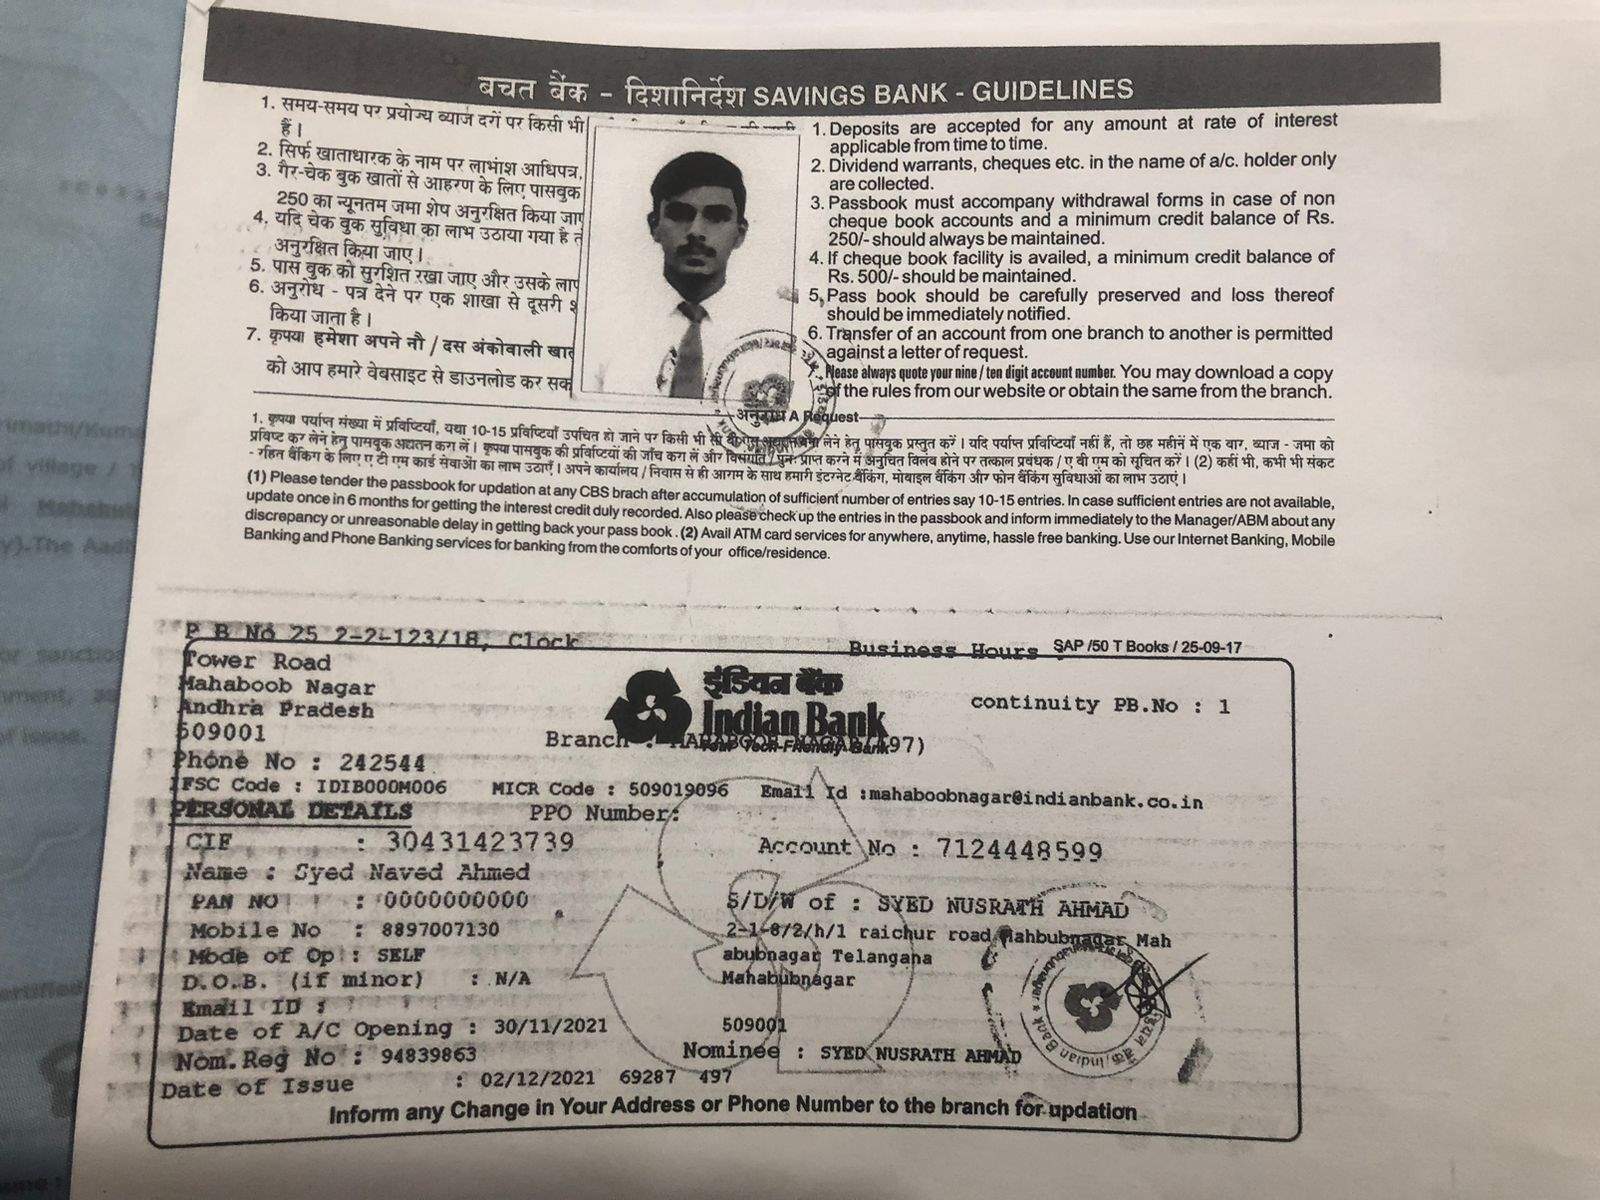 बचत बैंक - दिशानिर्देश SAVINGS BANK - GUIDELINES
1. समय-समय पर प्रयोज्य ब्याज दरों पर किसी भी
हैं।
2. सिर्फ खाताधारक के नाम पर लाभांश आधिपत्र,
3. गैर-चेक बुक खातों से आहरण के लिए पासबुक
250 का न्यूनतम जमा शेष अनुरक्षित किया जाए
4. यदि चेक बुक सुविधा का लाभ उठाया गया है त
अनुरक्षित किया जाए।
5. पास बुक को सुरक्षित रखा जाए और उसके लाप
6. अनुरोध - पत्र देने पर एक शाखा से दूसरी श
किया जाता है।
7. कृपया हमेशा अपने नौ / दस अंकोवाली खात
को आप हमारे वेबसाइट से डाउनलोड कर सक
1. Deposits are accepted for any amount at rate of interest
applicable from time to time.
2. Dividend warrants, cheques etc. in the name of a/c. holder only
are collected.
3. Passbook must accompany withdrawal forms in case of non
cheque book accounts and a minimum credit balance of Rs.
250/- should always be maintained.
4. If cheque book facility is availed, a minimum credit balance of
Rs. 500/- should be maintained.
5. Pass book should be carefully preserved and loss thereof
should be immediately notified.
6. Transfer of an account from one branch to another is permitted
against a letter of request.
Please always quote your nine / ten digit account number. You may download a copy
of the rules from our website or obtain the same from the branch.
अनुरोध A Request
1. कृपया पर्याप्त संख्या में प्रविष्टियाँ, यथा 10-15 प्रविष्टियाँ उपचित हो जाने पर किसी भी सी बी एस लेने हेतु पासबुक प्रस्तुत करें। यदि पर्याप्त प्रविष्टियाँ नहीं हैं, तो छह महीनें में एक वार, ब्याज - जमा को
प्रविष्ट कर लेने हेतु पासबुक अद्यतन करा लें। कृपया पासबुक की प्रविष्टियों की जाँच करा लें और विसंगति / पुनः प्राप्त करने में अनुचित विलंब होने पर तत्काल प्रबंधक / ए बी एम को सूचित करें। (2) कहीं भी, कभी भी संकट
- रहित बैंकिंग के लिए ए टी एम कार्ड सेवाओं का लाभ उठाएँ। अपने कार्यालय / निवास से ही आराम के साथ हमारी इंटरनेट बैंकिंग, मोबाइल बैंकिंग और फोन बैंकिंग सुविधाओं का लाभ उठाएं।
(1) Please tender the passbook for updation at any CBS brach after accumulation of sufficient number of entries say 10-15 entries. In case sufficient entries are not available,
update once in 6 months for getting the interest credit duly recorded. Also please check up the entries in the passbook and inform immediately to the Manager/ABM about any
discrepancy or unreasonable delay in getting back your pass book . (2) Avail ATM card services for anywhere, anytime, hassle free banking. Use our Internet Banking, Mobile
Banking and Phone Banking services for banking from the comforts of your office/residence.
P B No 25 2-2-123/18, Clock
Business Hours SAP /50 T Books / 25-09-17
Tower Road
Mahaboob Nagar
Andhra Pradesh
509001
इंडियन बैंक
Indian Bank
Your Tech-Friendly Bank
continuity PB.No : 1
Branch : MAHABOOB NAGAR(497)
Phone No : 242544
IFSC Code : IDIB000M006 MICR Code : 509019096 Email Id :mahaboobnagar@indianbank.co.in
PERSONAL DETAILS PPO Number:
CIF : 30431423739 Account No : 7124448599
Name : Syed Naved Ahmed
PAN NO : 0000000000 S/D/W of : SYED NUSRATH AHMAD
Mobile No : 8897007130 2-1-8/2/h/1 raichur road Mahbubnagar Mah
Mode of Op : SELF abubnagar Telangana
D.O.B. (if minor) : N/A Mahabubnagar
Email ID :
Date of A/C Opening : 30/11/2021 509001
Nom.Reg No : 94839863 Nominee : SYED NUSRATH AHMAD
Date of Issue : 02/12/2021 69287 497
Inform any Change in Your Address or Phone Number to the branch for updation
Indian Bank